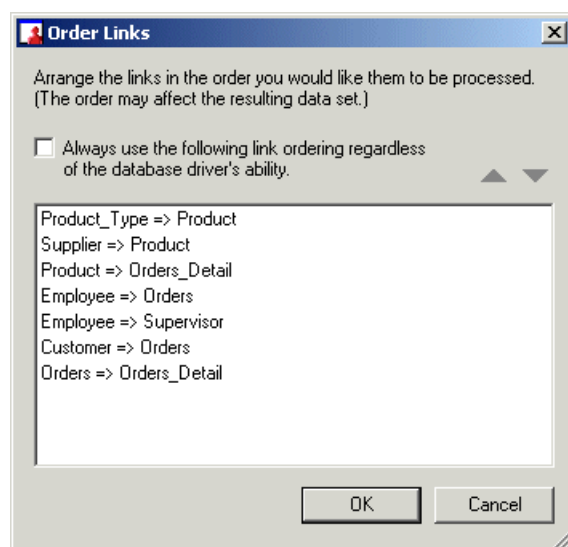 Order Links
Arrange the links in the order you would like them to be processed.
(The order may affect the resulting data set.)
Always use the following link ordering regardless
of the database driver's ability.
Product_Type => Product
Supplier => Product
Product => Orders_Detail
Employee => Orders
Employee => Supervisor
Customer => Orders
Orders => Orders_Detail
OK
Cancel